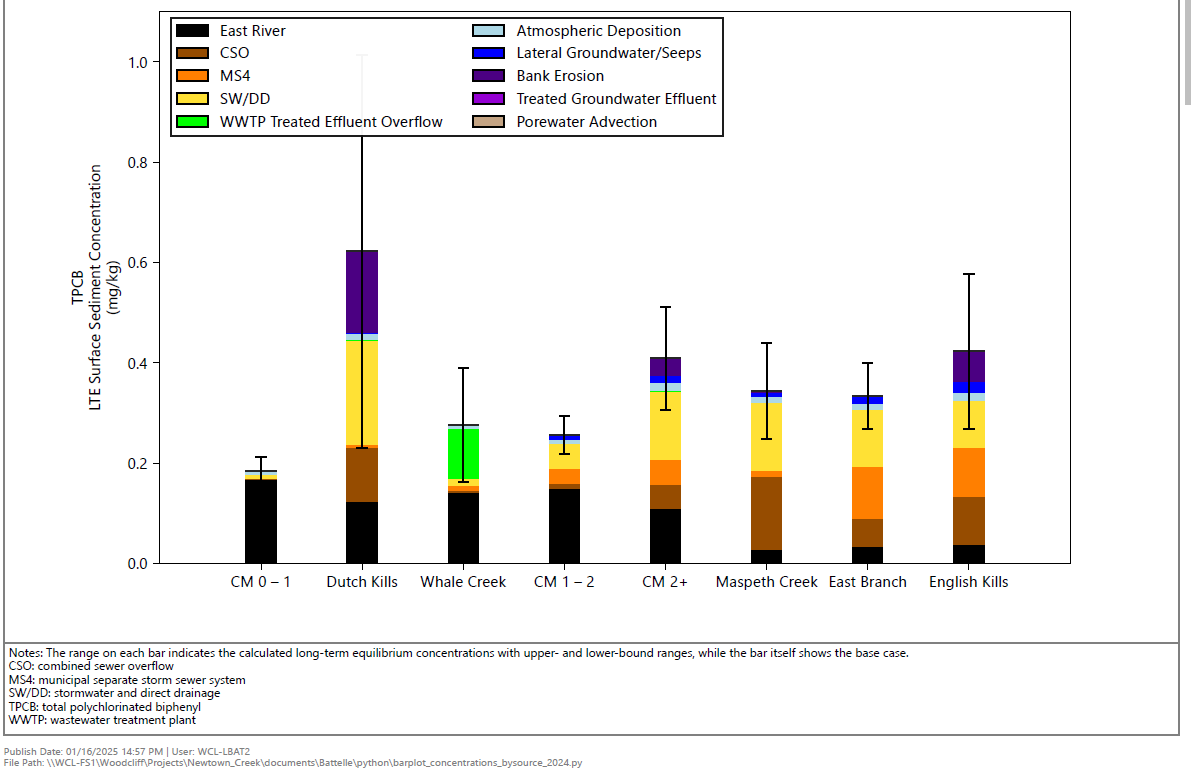 East River
CSO
MS4
SW/DD
WWTP Treated Effluent Overflow
Atmospheric Deposition
Lateral Groundwater/Seeps
Bank Erosion
Treated Groundwater Effluent
Porewater Advection
TPCB
LTE Surface Sediment Concentration
(mg/kg)
1.0
0.8
0.6
0.4
0.2
0.0
CM 0 – 1
Dutch Kills
Whale Creek
CM 1 – 2
CM 2+
Maspeth Creek
East Branch
English Kills
Notes: The range on each bar indicates the calculated long-term equilibrium concentrations with upper- and lower-bound ranges, while the bar itself shows the base case.
CSO: combined sewer overflow
MS4: municipal separate storm sewer system
SW/DD: stormwater and direct drainage
TPCB: total polychlorinated biphenyl
WWTP: wastewater treatment plant
Publish Date: 01/16/2025 14:57 PM | User: WCL-LBAT2
File Path: \\WCL-FS1\Woodcliff\Projects\Newtown_Creek\documents\Battelle\python\barplot_concentrations_bysource_2024.py